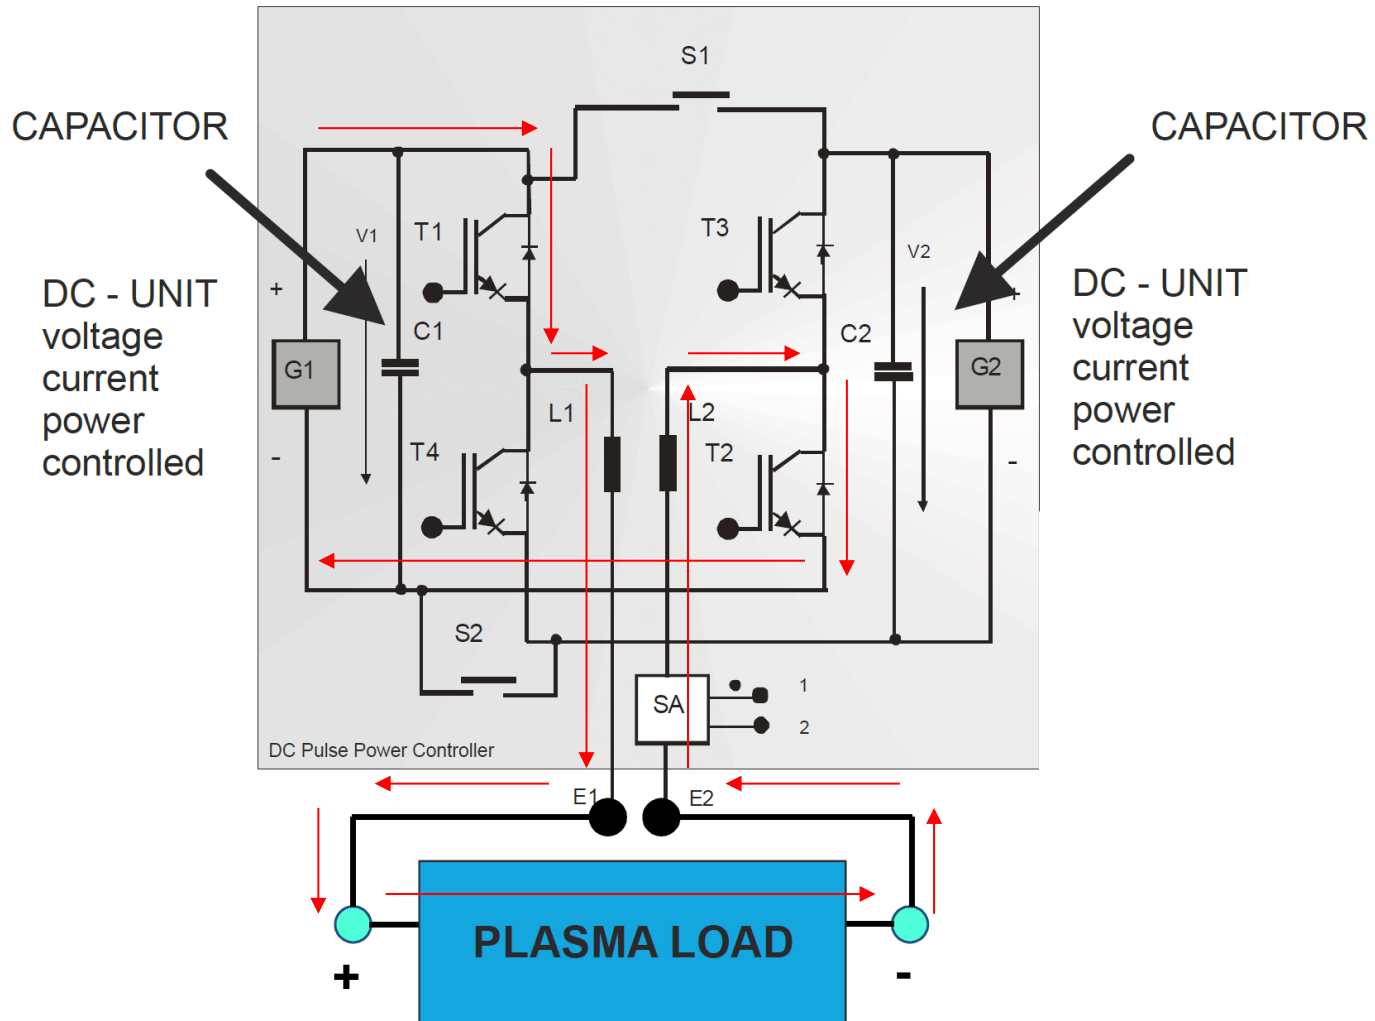 S1
CAPACITOR
CAPACITOR
T1
T3
V1
V2
DC - UNIT
voltage
current
power
controlled
+
C1
G1
-
C2
+
G2
-
DC - UNIT
voltage
current
power
controlled
L1
L2
T4
T2
S2
SA
1
2
DC Pulse Power Controller
E1
E2
PLASMA LOAD
+
-